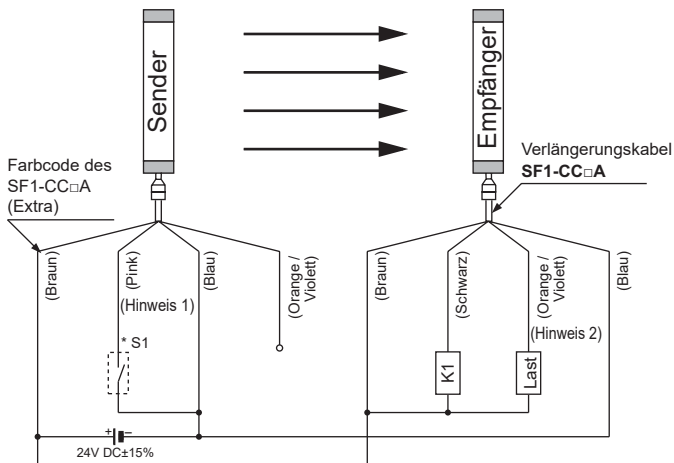 Sender
Empfänger
Farbcode des
SF1-CC□A
(Extra)
Verlängerungskabel
SF1-CC□A
(Braun)
(Pink)
(Blau)
(Orange /
Violett)
(Braun)
(Schwarz)
(Orange /
Violett)
(Blau)
(Hinweis 1)
(Hinweis 2)
* S1
K1
Last
+ –
24V DC±15%